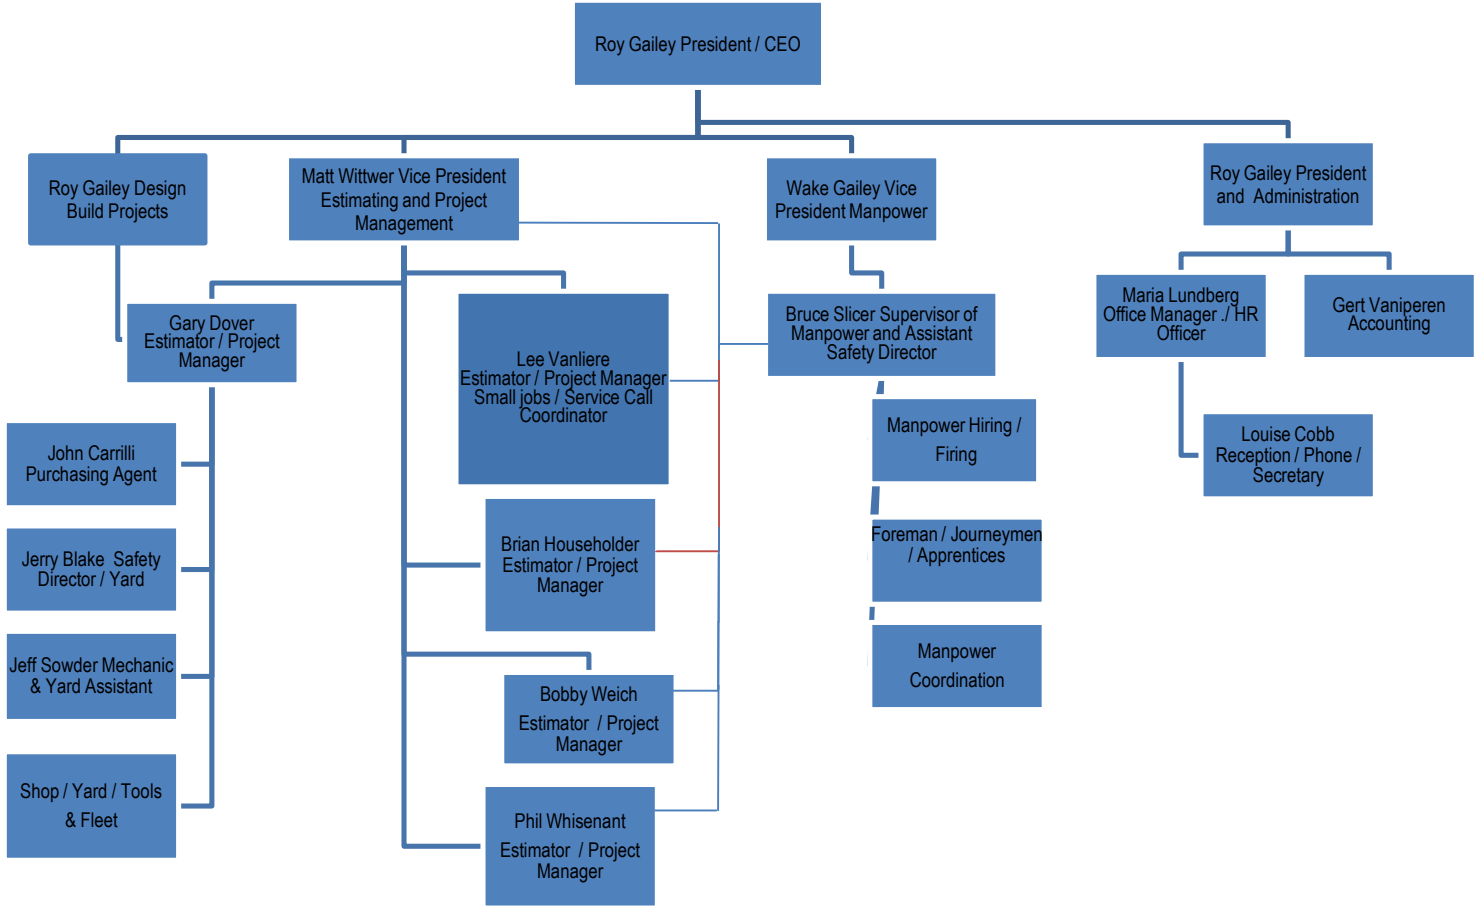 Roy Gailey President / CEO
Roy Gailey Design
Build Projects
Matt Wittwer Vice President
Estimating and Project
Management
Wake Gailey Vice
President Manpower
Roy Gailey President
and Administration
Gary Dover
Estimator / Project
Manager
Lee Vanliere
Estimator / Project Manager
Small jobs / Service Call
Coordinator
Bruce Slicer Supervisor of
Manpower and Assistant
Safety Director
Maria Lundberg
Office Manager ./ HR
Officer
Gert Vaniperen
Accounting
John Carrilli
Purchasing Agent
Jerry Blake Safety
Director / Yard
Jeff Sowder Mechanic
& Yard Assistant
Shop / Yard / Tools
& Fleet
Brian Householder
Estimator / Project
Manager
Bobby Weich
Estimator / Project
Manager
Phil Whisenant
Estimator / Project
Manager
Manpower Hiring /
Firing
Foreman / Journeymen
/ Apprentices
Manpower
Coordination
Louise Cobb
Reception / Phone /
Secretary